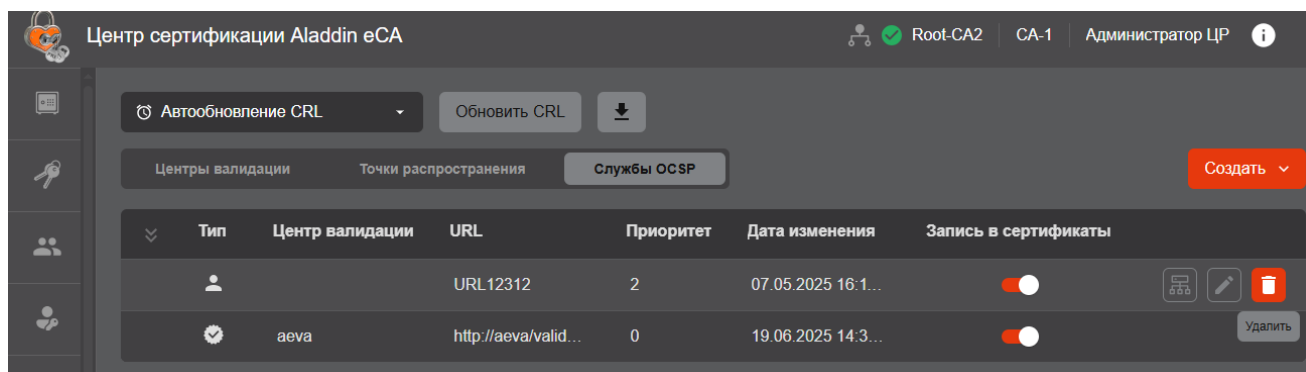 Центр сертификации Aladdin eCA Root-CA2 CA-1 Администратор ЦР
Автообновление CRL Обновить CRL
Центры валидации Точки распространения Службы OCSP Создать
Тип Центр валидации URL Приоритет Дата изменения Запись в сертификаты
URL12312 2 07.05.2025 16:1...
Удалить
aeva http://aeva/valid... 0 19.06.2025 14:3...